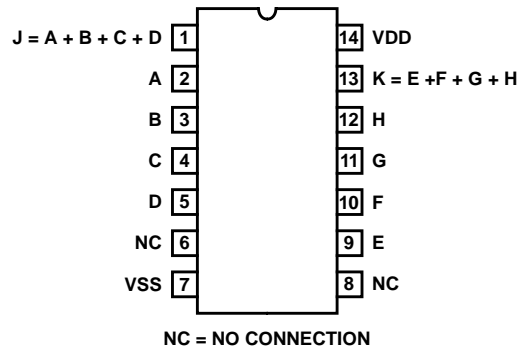 J = A + B + C + D 1
14 VDD
A 2
13 K = E +F + G + H
B 3
12 H
C 4
11 G
D 5
10 F
NC 6
9 E
VSS 7
8 NC
NC = NO CONNECTION